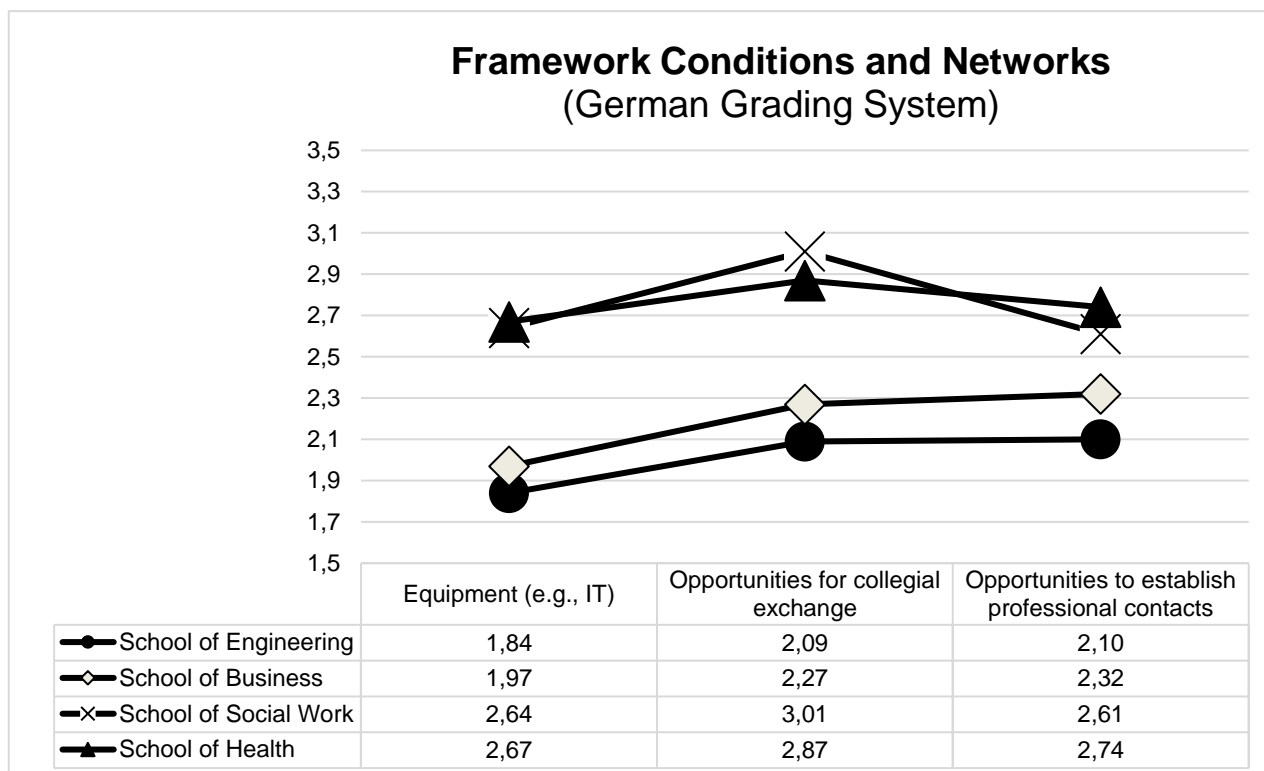 Framework Conditions and Networks
(German Grading System)
3,5
3,3
3,1
2,9
2,7
2,5
2,3
2,1
1,9
1,7
1,5
Equipment (e.g., IT)
Opportunities for collegial
exchange
Opportunities to establish
professional contacts
School of Engineering 1,84 2,09 2,10
School of Business 1,97 2,27 2,32
School of Social Work 2,64 3,01 2,61
School of Health 2,67 2,87 2,74